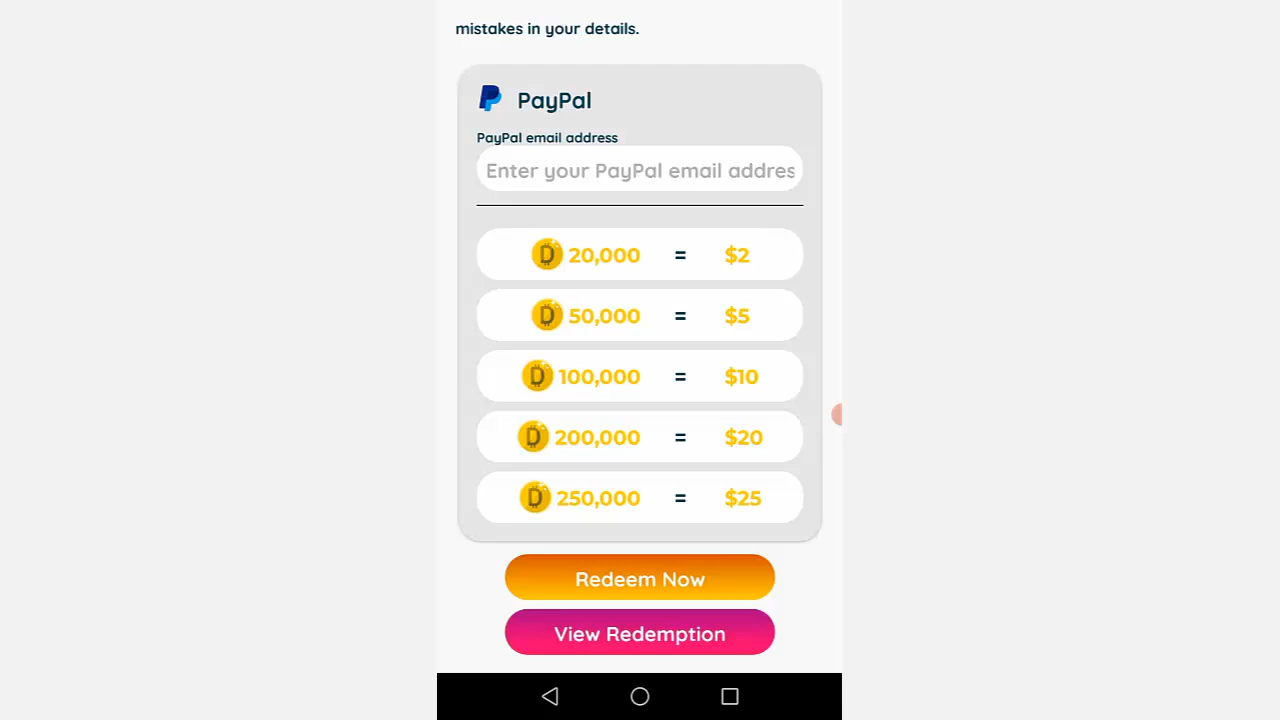 mistakes in your details.
PayPal
PayPal email address
Enter your PayPal email addres
20,000 = $2
50,000 = $5
100,000 = $10
200,000 = $20
250,000 = $25
Redeem Now
View Redemption